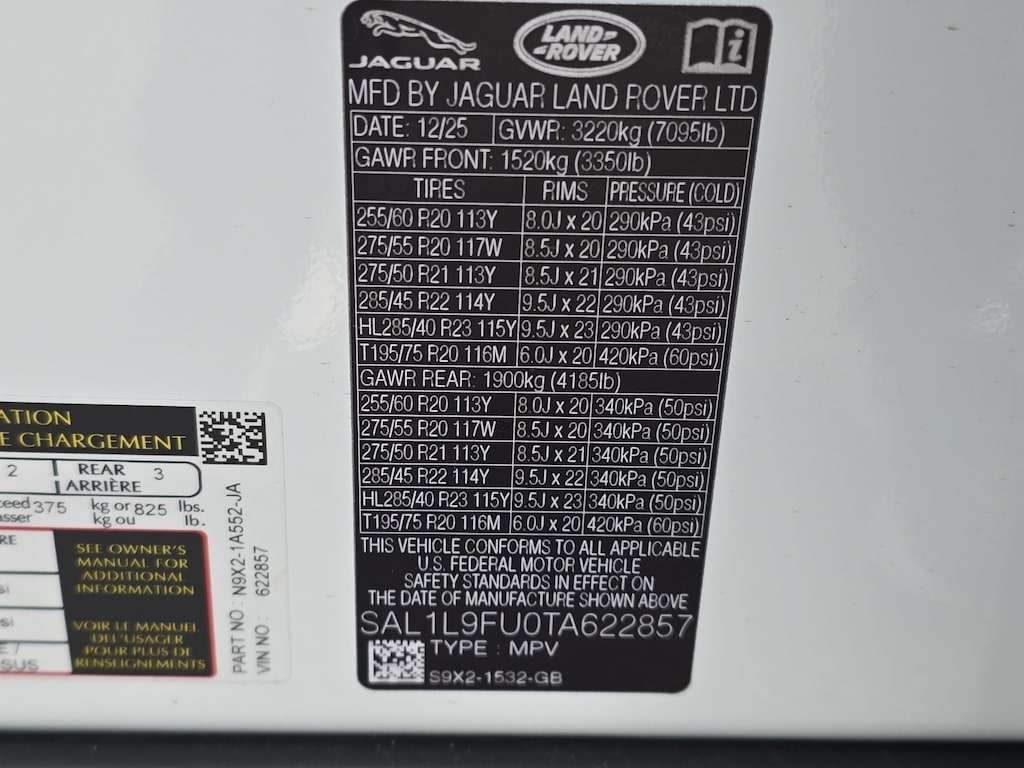 JAGUAR
LAND ROVER
MFD BY JAGUAR LAND ROVER LTD
DATE: 12/25 GVWR: 3220kg (7095lb)
GAWR FRONT: 1520kg (3350lb)
TIRES RIMS PRESSURE (COLD)
255/60 R20 113Y 8.0J x 20 290kPa (43psi)
275/55 R20 117W 8.5J x 20 290kPa (43psi)
275/50 R21 113Y 8.5J x 21 290kPa (43psi)
285/45 R22 114Y 9.5J x 22 290kPa (43psi)
HL285/40 R23 115Y 9.5J x 23 290kPa (43psi)
T195/75 R20 116M 6.0J x 20 420kPa (60psi)
GAWR REAR: 1900kg (4185lb)
255/60 R20 113Y 8.0J x 20 340kPa (50psi)
275/55 R20 117W 8.5J x 20 340kPa (50psi)
275/50 R21 113Y 8.5J x 21 340kPa (50psi)
285/45 R22 114Y 9.5J x 22 340kPa (50psi)
HL285/40 R23 115Y 9.5J x 23 340kPa (50psi)
T195/75 R20 116M 6.0J x 20 420kPa (60psi)
THIS VEHICLE CONFORMS TO ALL APPLICABLE
U.S. FEDERAL MOTOR VEHICLE
SAFETY STANDARDS IN EFFECT ON
THE DATE OF MANUFACTURE SHOWN ABOVE
SAL1L9FU0TA622857
TYPE : MPV
S9X2-1532-GB
ATION
E CHARGEMENT
2 REAR 3
ARRIÈRE
ceed 375 kg or 825 lbs.
asser kg ou lb.
RE
SEE OWNER'S
MANUAL FOR
ADDITIONAL
INFORMATION
si
si
VOIR LE MANUEL
DE L'USAGER
POUR PLUS DE
RENSEIGNEMENTS
E /
SUS
PART NO : N9X2-1A552-JA
VIN NO : 622857